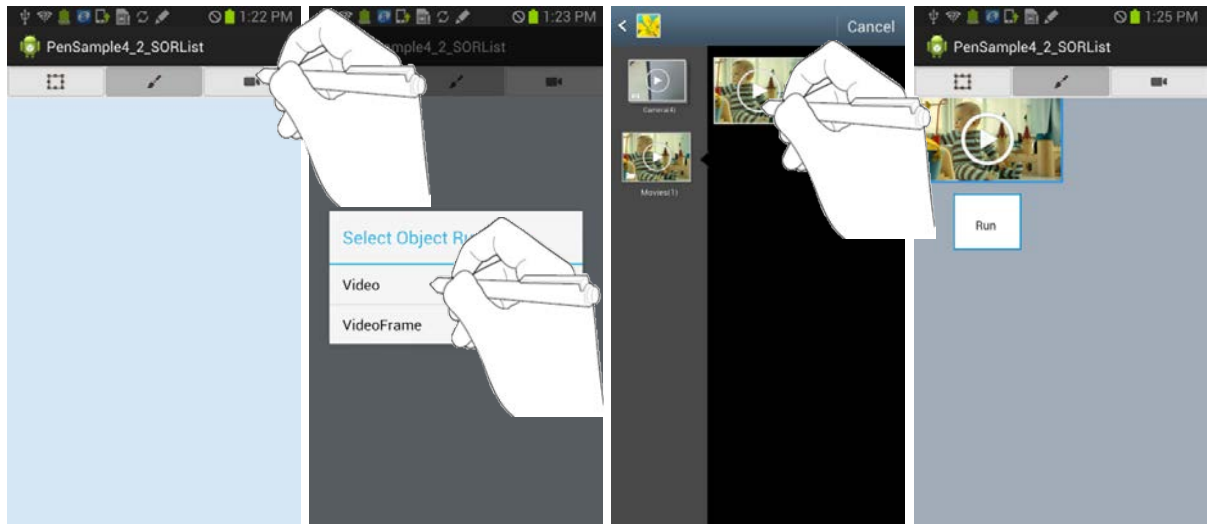 1:22 PM
PenSample4_2_SORList
1:23 PM
mple4_2_SORList
Select Object Ru
Video
VideoFrame
Cancel
Camera(4)
Movies(1)
1:25 PM
PenSample4_2_SORList
Run